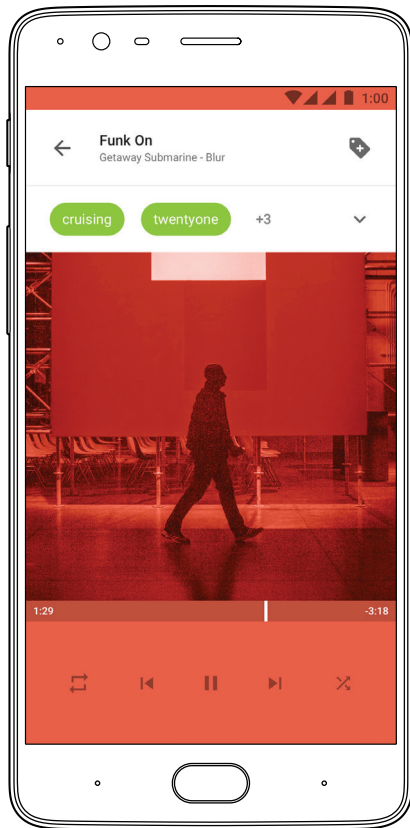 1:00
Funk On
Getaway Submarine - Blur
cruising
twentyone
+3
1:29
-3:18